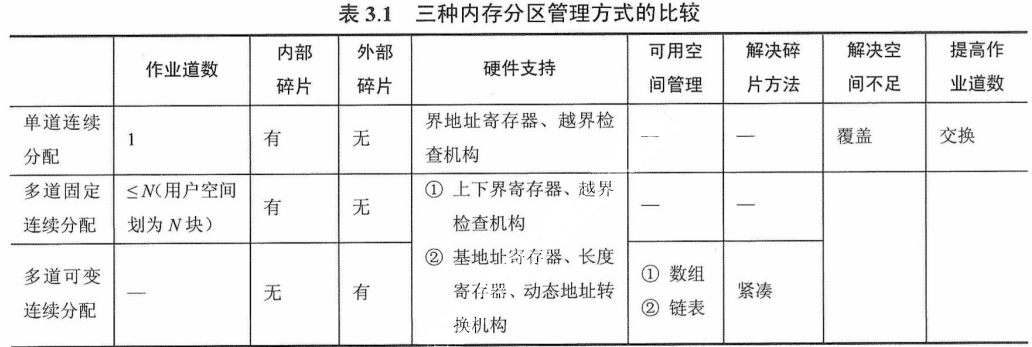 表 3.1 三种内存分区管理方式的比较
作业道数 内部碎片 外部碎片 硬件支持 可用空间管理 解决碎片方法 解决空间不足 提高作业道数
单道连续分配 1 有 无 界地址寄存器、越界检查机构 — — 覆盖 交换
多道固定连续分配 ≤N(用户空间划为 N 块) 有 无 ① 上下界寄存器、越界检查机构 — —
② 基地址寄存器、长度寄存器、动态地址转换机构
多道可变连续分配 — 无 有 ① 数组 ② 链表 紧凑